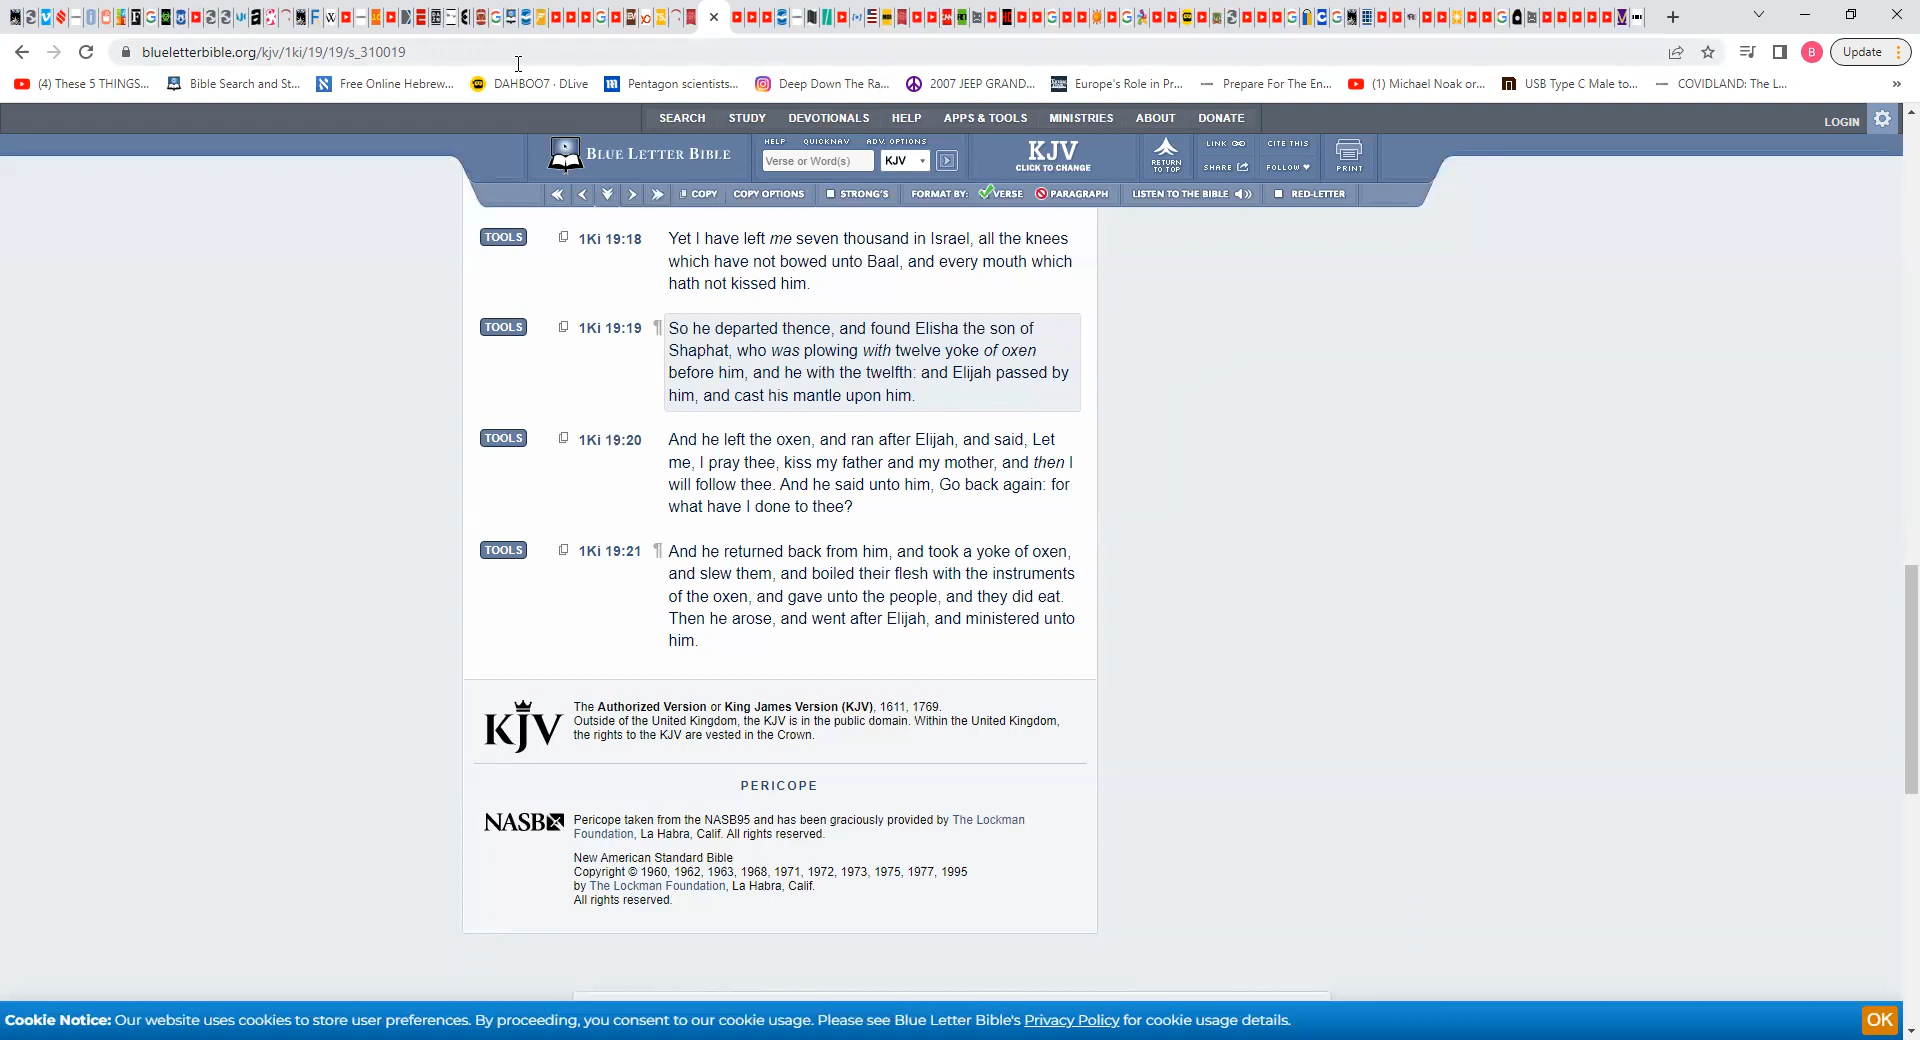 blueletterbible.org/kjv/1ki/19/19/s_310019
B
Update
(4) These 5 THINGS... Bible Search and St... Free Online Hebrew... DAHBOO7 · DLive Pentagon scientists... Deep Down The Ra... 2007 JEEP GRAND... Europe's Role in Pr... Prepare For The En... (1) Michael Noak or... USB Type C Male to... COVIDLAND: The L... »
SEARCH STUDY DEVOTIONALS HELP APPS & TOOLS MINISTRIES ABOUT DONATE LOGIN
BLUE LETTER BIBLE
HELP QUICKNAV ADV. OPTIONS
Verse or Word(s) KJV
KJV
CLICK TO CHANGE
RETURN
TO TOP
LINK CITE THIS
SHARE FOLLOW
PRINT
COPY COPY OPTIONS STRONG'S FORMAT BY: VERSE PARAGRAPH LISTEN TO THE BIBLE RED-LETTER
TOOLS 1Ki 19:18 Yet I have left me seven thousand in Israel, all the knees
which have not bowed unto Baal, and every mouth which
hath not kissed him.
TOOLS 1Ki 19:19 ¶ So he departed thence, and found Elisha the son of
Shaphat, who was plowing with twelve yoke of oxen
before him, and he with the twelfth: and Elijah passed by
him, and cast his mantle upon him.
TOOLS 1Ki 19:20 And he left the oxen, and ran after Elijah, and said, Let
me, I pray thee, kiss my father and my mother, and then I
will follow thee. And he said unto him, Go back again: for
what have I done to thee?
TOOLS 1Ki 19:21 ¶ And he returned back from him, and took a yoke of oxen,
and slew them, and boiled their flesh with the instruments
of the oxen, and gave unto the people, and they did eat.
Then he arose, and went after Elijah, and ministered unto
him.
KJV
The Authorized Version or King James Version (KJV), 1611, 1769.
Outside of the United Kingdom, the KJV is in the public domain. Within the United Kingdom,
the rights to the KJV are vested in the Crown.
PERICOPE
NASB
Pericope taken from the NASB95 and has been graciously provided by The Lockman
Foundation, La Habra, Calif. All rights reserved.
New American Standard Bible
Copyright © 1960, 1962, 1963, 1968, 1971, 1972, 1973, 1975, 1977, 1995
by The Lockman Foundation, La Habra, Calif.
All rights reserved.
Cookie Notice: Our website uses cookies to store user preferences. By proceeding, you consent to our cookie usage. Please see Blue Letter Bible's Privacy Policy for cookie usage details.
OK